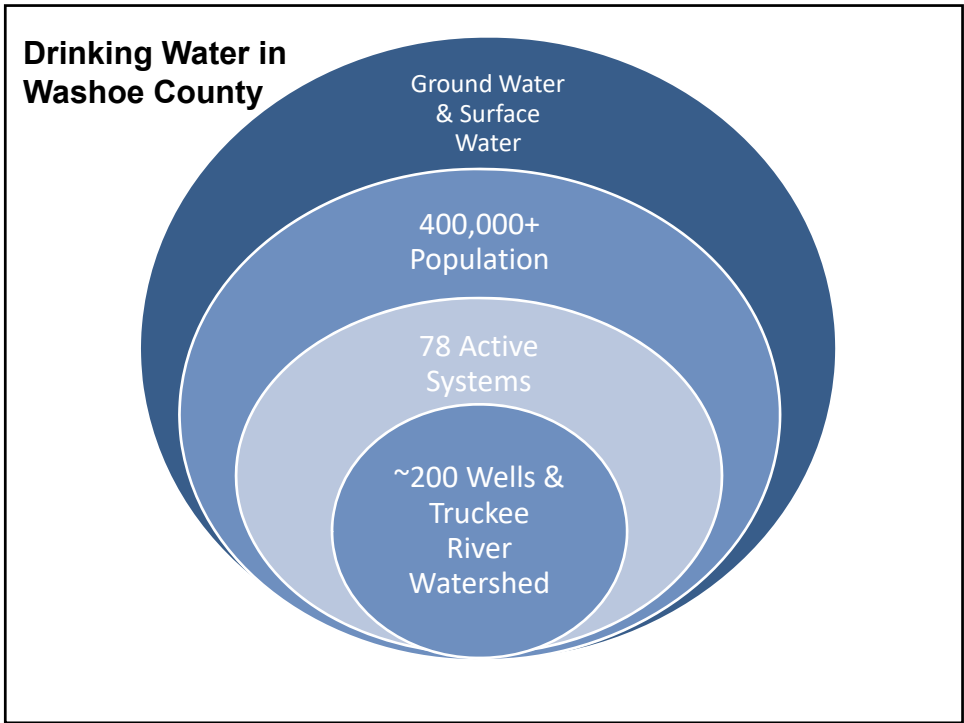 Drinking Water in
Washoe County
Ground Water
& Surface
Water
400,000+
Population
78 Active
Systems
~200 Wells &
Truckee
River
Watershed